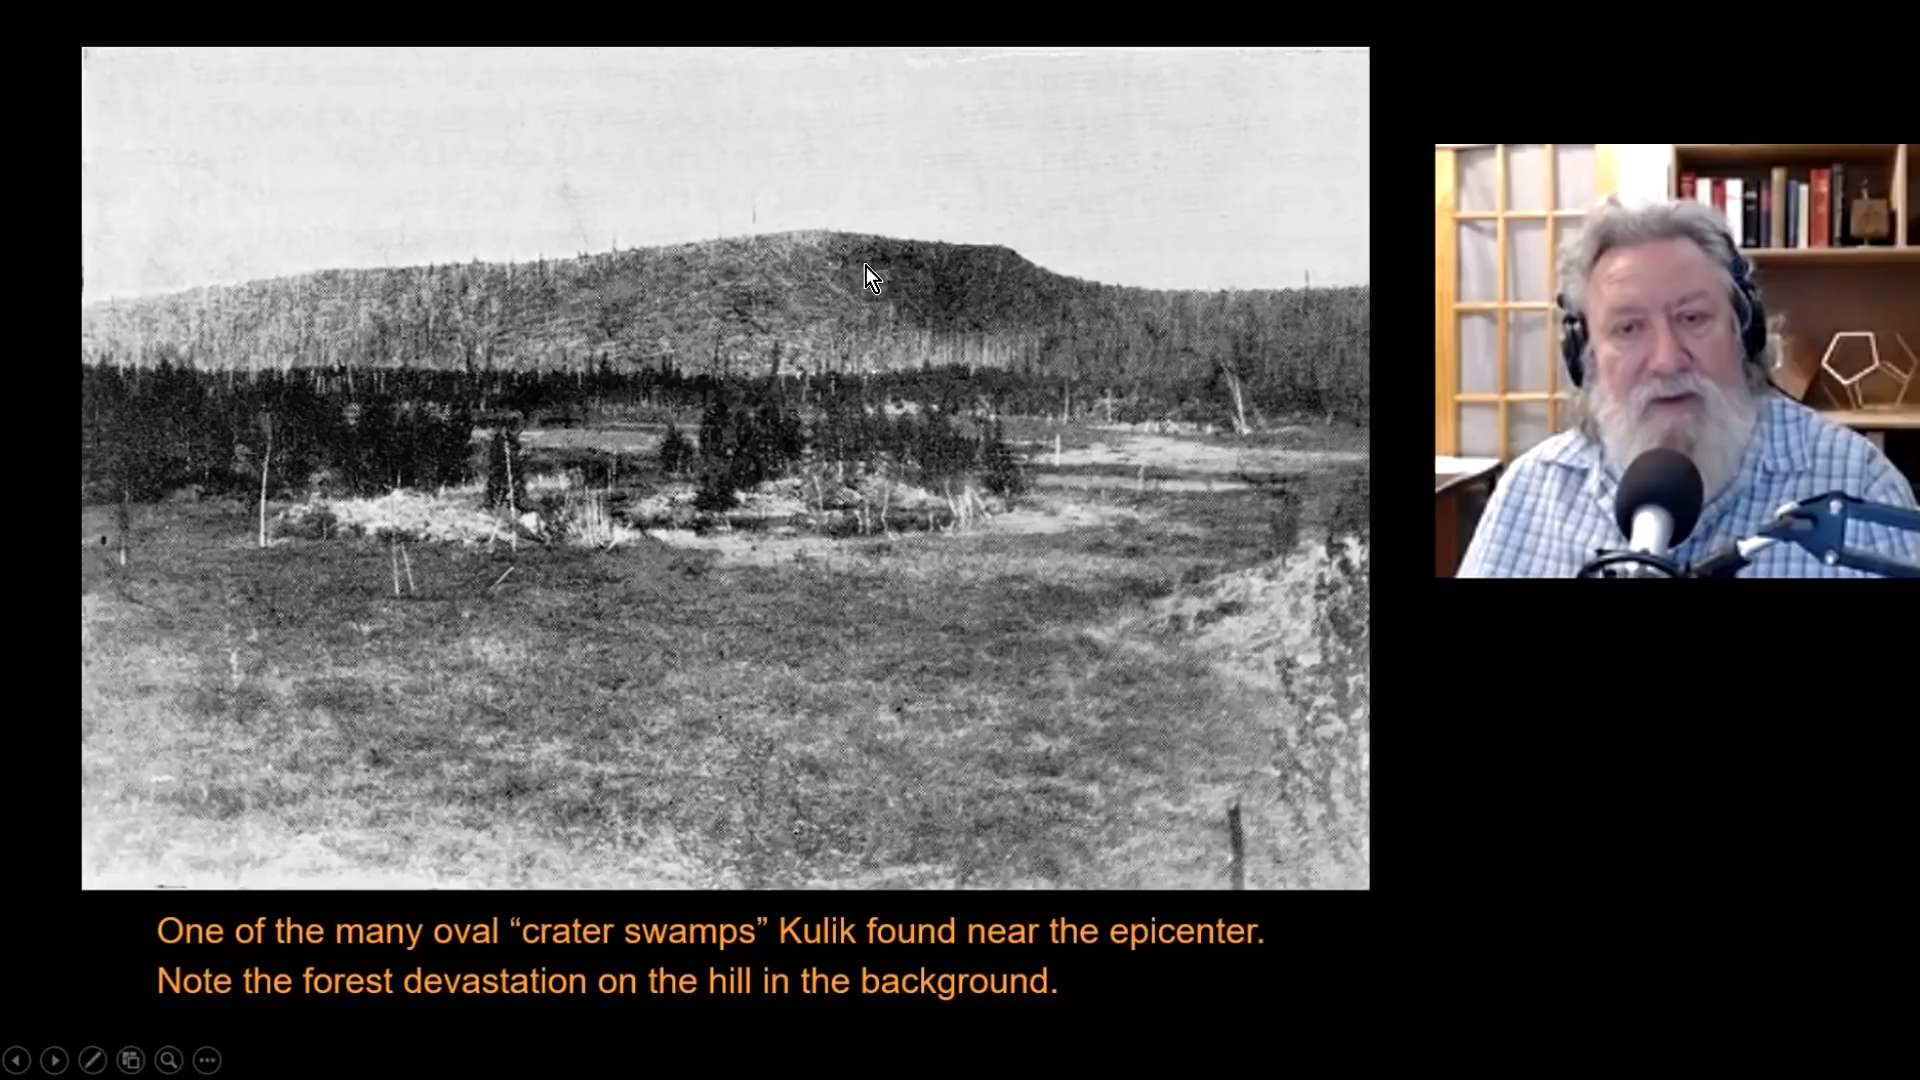 One of the many oval “crater swamps” Kulik found near the epicenter.
Note the forest devastation on the hill in the background.